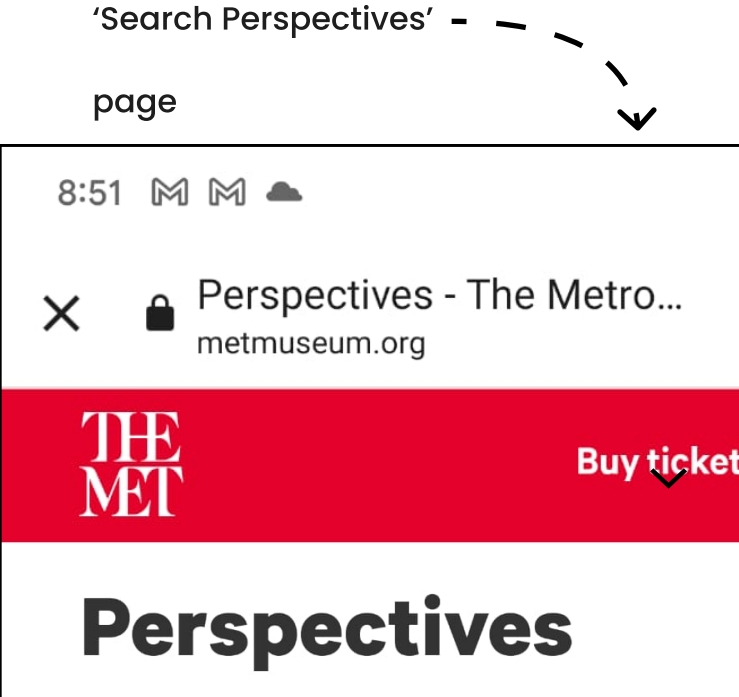 ‘Search Perspectives’
page
8:51
Perspectives - The Metro...
metmuseum.org
THE
MET
Buy ticket
Perspectives